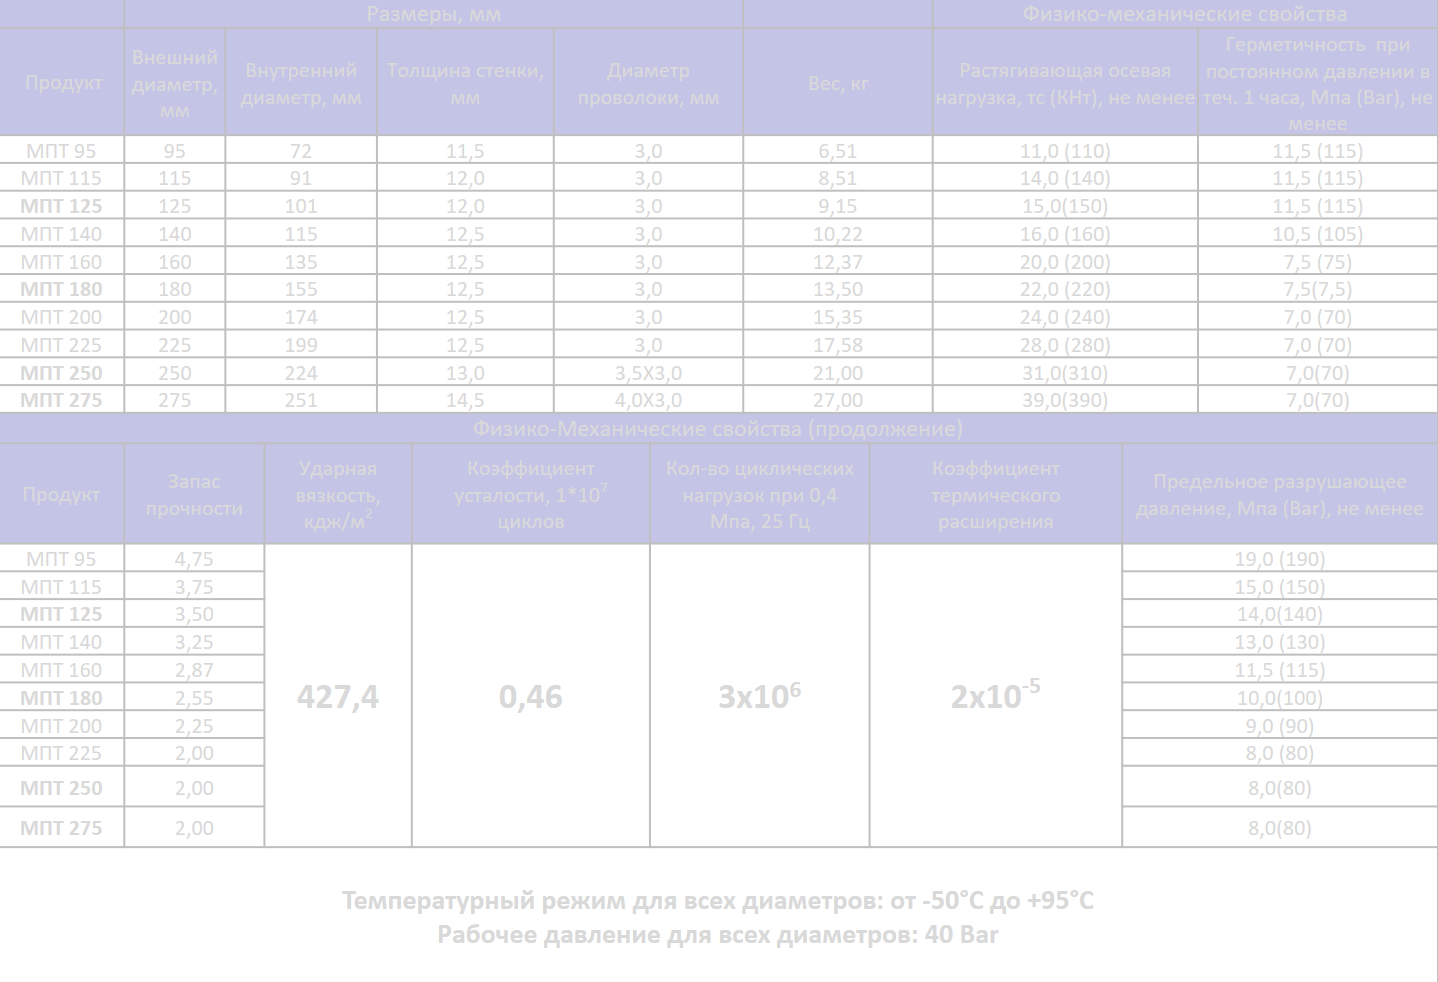 Размеры, мм Физико-механические свойства
Продукт Внешний диаметр, мм Внутренний диаметр, мм Толщина стенки, мм Диаметр проволоки, мм Вес, кг Растягивающая осевая нагрузка, тс (КНт), не менее Герметичность при постоянном давлении в теч. 1 часа, Мпа (Bar), не менее
МПТ 95 95 72 11,5 3,0 6,51 11,0 (110) 11,5 (115)
МПТ 115 115 91 12,0 3,0 8,51 14,0 (140) 11,5 (115)
МПТ 125 125 101 12,0 3,0 9,15 15,0(150) 11,5 (115)
МПТ 140 140 115 12,5 3,0 10,22 16,0 (160) 10,5 (105)
МПТ 160 160 135 12,5 3,0 12,37 20,0 (200) 7,5 (75)
МПТ 180 180 155 12,5 3,0 13,50 22,0 (220) 7,5(7,5)
МПТ 200 200 174 12,5 3,0 15,35 24,0 (240) 7,0 (70)
МПТ 225 225 199 12,5 3,0 17,58 28,0 (280) 7,0 (70)
МПТ 250 250 224 13,0 3,5X3,0 21,00 31,0(310) 7,0(70)
МПТ 275 275 251 14,5 4,0X3,0 27,00 39,0(390) 7,0(70)
Физико-Механические свойства (продолжение)
Продукт Запас прочности Ударная вязкость, кдж/м² Коэффициент усталости, 1*10⁷ циклов Кол-во циклических нагрузок при 0,4 Мпа, 25 Гц Коэффициент термического расширения Предельное разрушающее давление, Мпа (Bar), не менее
МПТ 95 4,75 19,0 (190)
МПТ 115 3,75 15,0 (150)
МПТ 125 3,50 14,0(140)
МПТ 140 3,25 13,0 (130)
МПТ 160 2,87 11,5 (115)
МПТ 180 2,55 427,4 0,46 3x10⁶ 2x10⁻⁵ 10,0(100)
МПТ 200 2,25 9,0 (90)
МПТ 225 2,00 8,0 (80)
МПТ 250 2,00 8,0(80)
МПТ 275 2,00 8,0(80)
Температурный режим для всех диаметров: от -50°C до +95°C
Рабочее давление для всех диаметров: 40 Bar